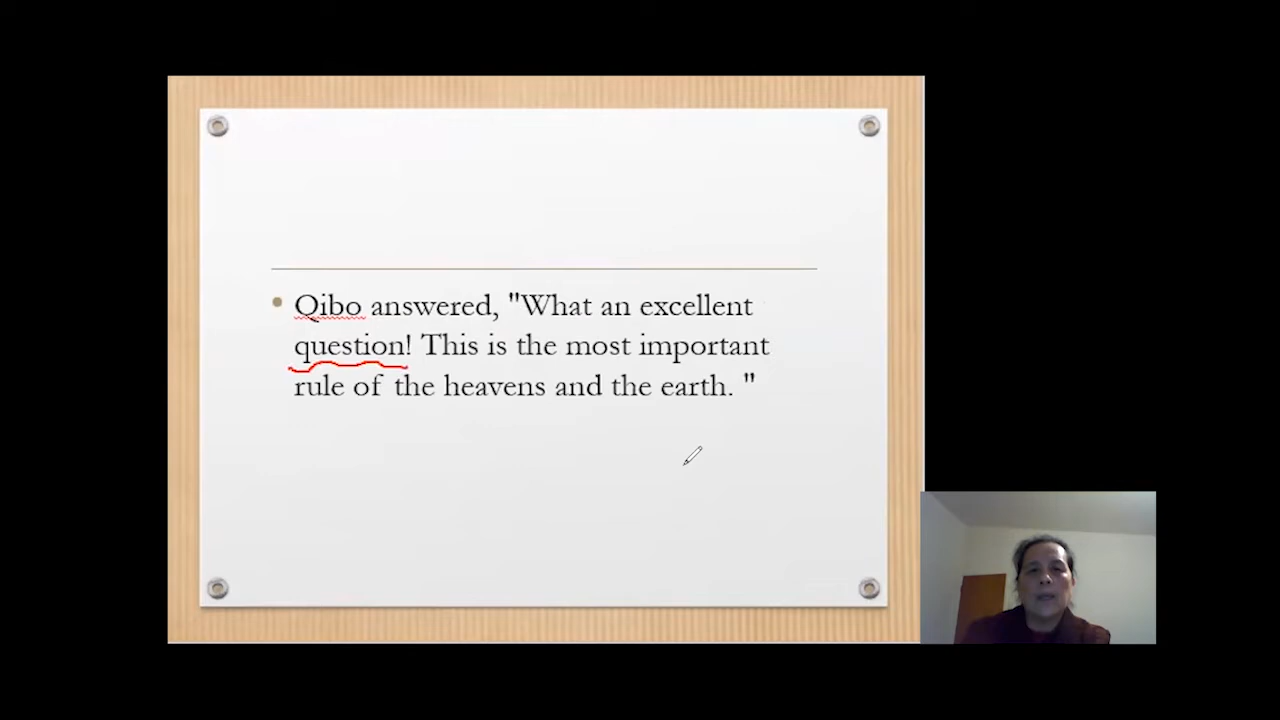 Qibo answered, "What an excellent
question! This is the most important
rule of the heavens and the earth. "